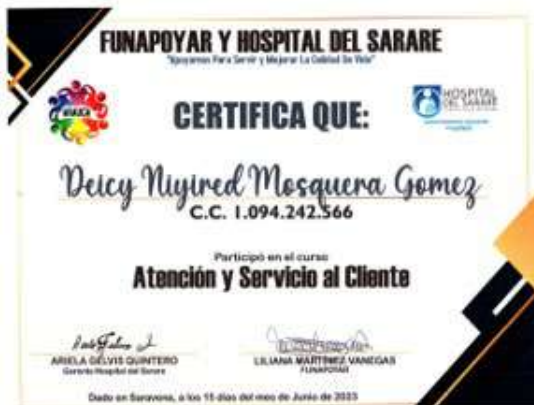 FUNAPOYAR Y HOSPITAL DEL SARARE
"Apoyamos Para Servir y Mejorar La Calidad De Vida"
ARAUCA
HOSPITAL
DEL SARARE
CERTIFICA QUE:
Deicy Niyired Mosquera Gomez
C.C. 1.094.242.566
Participó en el curso
Atención y Servicio al Cliente
ARIELA GELVIS QUINTERO
Gerente Hospital del Sarare
LILIANA MARTINEZ VANEGAS
FUNAPOYAR
Dado en Saravena, a los 15 dias del mes de Junio de 2023